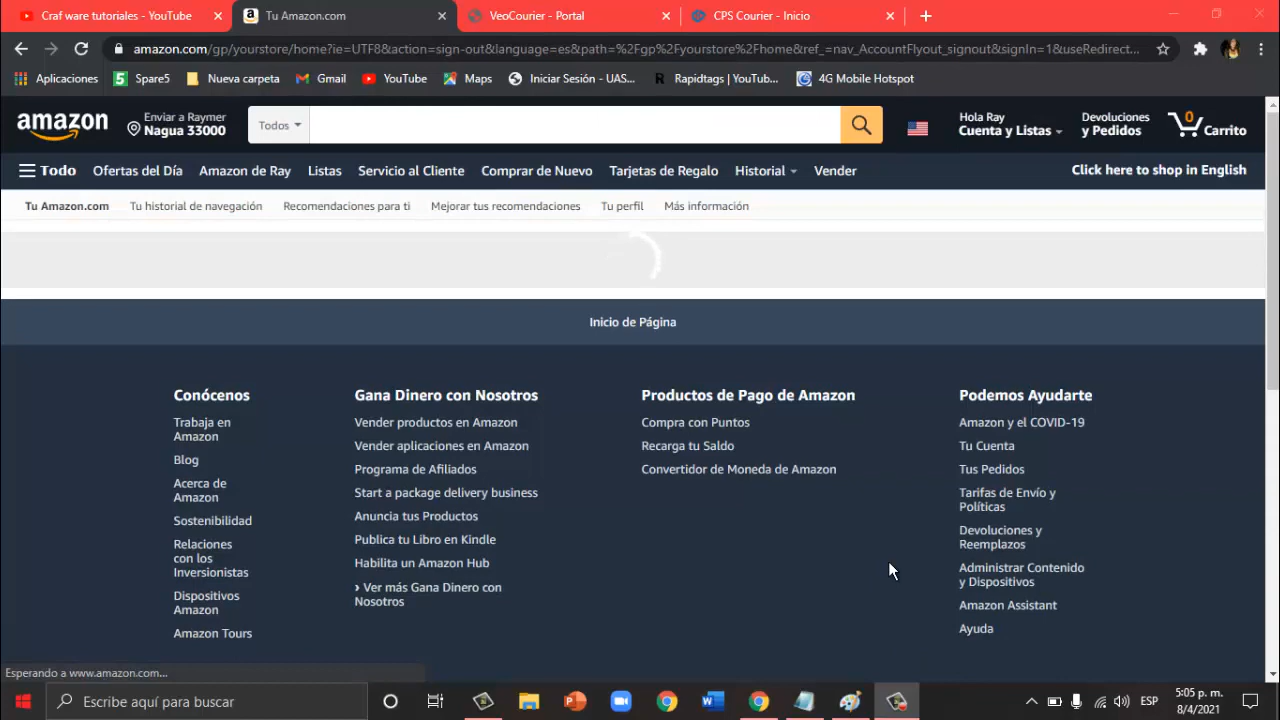 Craf ware tutoriales - YouTube
Tu Amazon.com
VeoCourier - Portal
CPS Courier - Inicio
amazon.com/gp/yourstore/home?ie=UTF8&action=sign-out&language=es&path=%2Fgp%2Fyourstore%2Fhome&ref_=nav_AccountFlyout_signout&signIn=1&useRedirect...
Aplicaciones
Spare5
Nueva carpeta
Gmail
YouTube
Maps
Iniciar Sesión - UAS...
Rapidtags | YouTub...
4G Mobile Hotspot
amazon
Enviar a Raymer
Nagua 33000
Todos
Hola Ray
Cuenta y Listas
Devoluciones
y Pedidos
0
Carrito
Todo
Ofertas del Día
Amazon de Ray
Listas
Servicio al Cliente
Comprar de Nuevo
Tarjetas de Regalo
Historial
Vender
Click here to shop in English
Tu Amazon.com
Tu historial de navegación
Recomendaciones para ti
Mejorar tus recomendaciones
Tu perfil
Más información
Inicio de Página
Conócenos
Trabaja en
Amazon
Blog
Acerca de
Amazon
Sostenibilidad
Relaciones
con los
Inversionistas
Dispositivos
Amazon
Amazon Tours
Gana Dinero con Nosotros
Vender productos en Amazon
Vender aplicaciones en Amazon
Programa de Afiliados
Start a package delivery business
Anuncia tus Productos
Publica tu Libro en Kindle
Habilita un Amazon Hub
› Ver más Gana Dinero con
Nosotros
Productos de Pago de Amazon
Compra con Puntos
Recarga tu Saldo
Convertidor de Moneda de Amazon
Podemos Ayudarte
Amazon y el COVID-19
Tu Cuenta
Tus Pedidos
Tarifas de Envío y
Políticas
Devoluciones y
Reemplazos
Administrar Contenido
y Dispositivos
Amazon Assistant
Ayuda
Esperando a www.amazon.com...
Escribe aquí para buscar
ESP
5:05 p. m.
8/4/2021